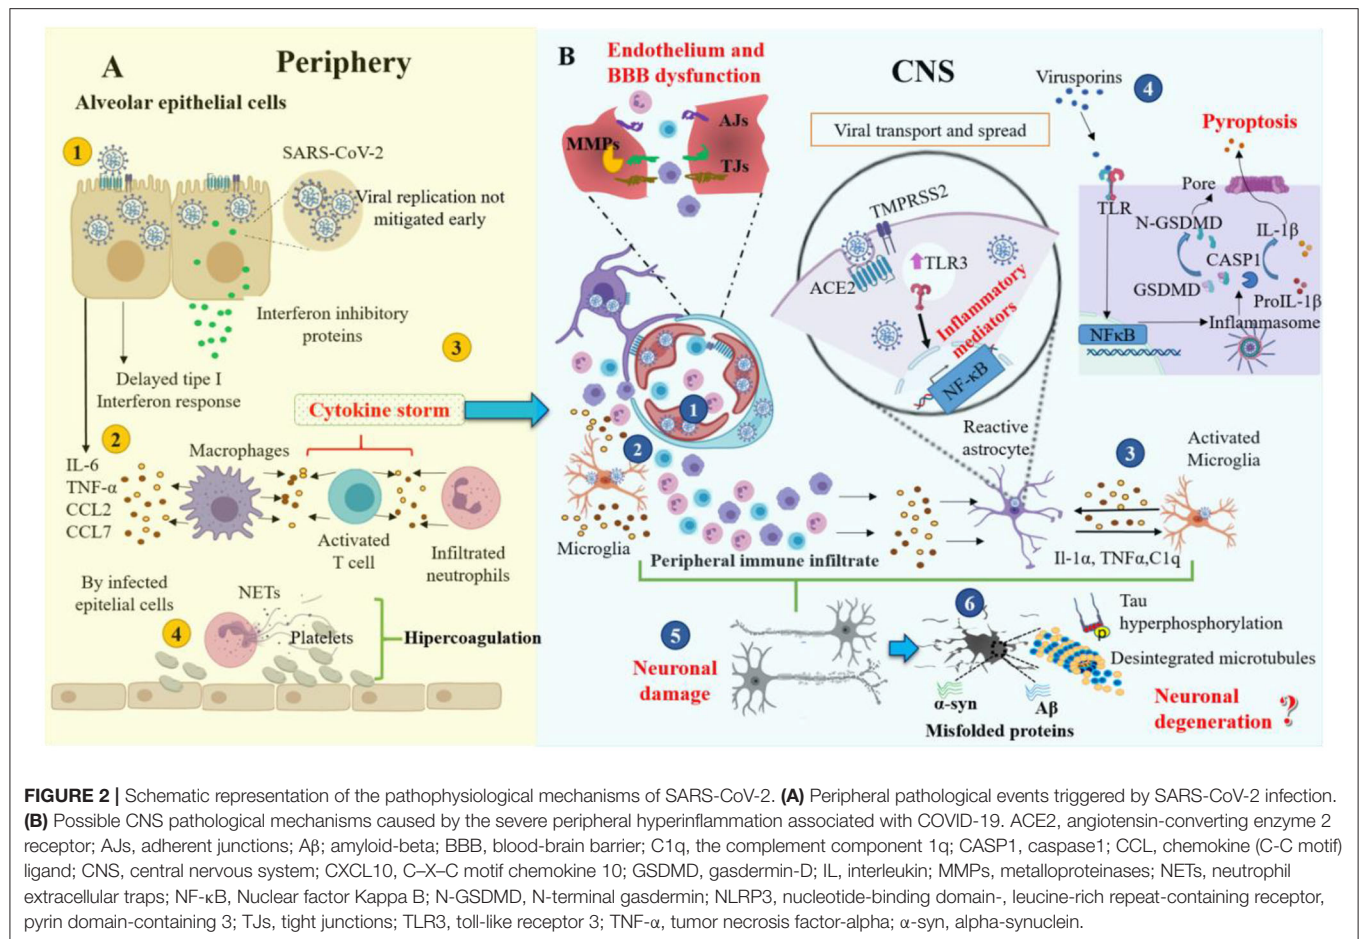 A
Periphery
Alveolar epithelial cells
1
SARS-CoV-2
Viral replication not
mitigated early
Interferon inhibitory
proteins
3
Delayed tipe I
Interferon response
Cytokine storm
2
IL-6
TNF-α
CCL2
CCL7
Macrophages
Activated
T cell
Infiltrated
neutrophils
By infected
epitelial cells
4
NETs
Platelets
Hipercoagulation
B
Endothelium and
BBB dysfunction
MMPs
AJs
TJs
CNS
Viral transport and spread
TMPRSS2
ACE2
TLR3
Inflammatory
mediators
NF-κB
Virusporins
4
Pyroptosis
TLR
Pore
N-GSDMD
IL-1β
CASP1
GSDMD
ProIL-1β
NFκB
Inflammasome
1
2
Microglia
Peripheral immune infiltrate
Reactive
astrocyte
3
Activated
Microglia
Il-1α, TNFα,C1q
5
Neuronal
damage
6
α-syn
Aβ
Misfolded proteins
Tau
hyperphosphorylation
p
Desintegrated microtubules
Neuronal
degeneration ?
FIGURE 2 | Schematic representation of the pathophysiological mechanisms of SARS-CoV-2. (A) Peripheral pathological events triggered by SARS-CoV-2 infection.
(B) Possible CNS pathological mechanisms caused by the severe peripheral hyperinflammation associated with COVID-19. ACE2, angiotensin-converting enzyme 2
receptor; AJs, adherent junctions; Aβ; amyloid-beta; BBB, blood-brain barrier; C1q, the complement component 1q; CASP1, caspase1; CCL, chemokine (C-C motif)
ligand; CNS, central nervous system; CXCL10, C–X–C motif chemokine 10; GSDMD, gasdermin-D; IL, interleukin; MMPs, metalloproteinases; NETs, neutrophil
extracellular traps; NF-κB, Nuclear factor Kappa B; N-GSDMD, N-terminal gasdermin; NLRP3, nucleotide-binding domain-, leucine-rich repeat-containing receptor,
pyrin domain-containing 3; TJs, tight junctions; TLR3, toll-like receptor 3; TNF-α, tumor necrosis factor-alpha; α-syn, alpha-synuclein.